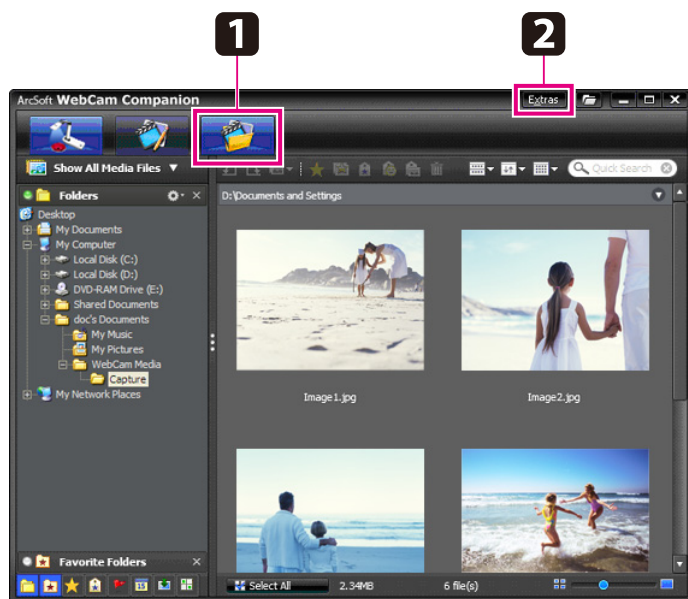 1
2
ArcSoft WebCam Companion
Extras
Show All Media Files
Quick Search
Folders
D:\Documents and Settings
Desktop
My Documents
My Computer
Local Disk (C:)
Local Disk (D:)
DVD-RAM Drive (E:)
Shared Documents
doc's Documents
My Music
My Pictures
WebCam Media
Capture
My Network Places
Image1.jpg
Image2.jpg
Favorite Folders
15
Select All
2.34MB
6 file(s)